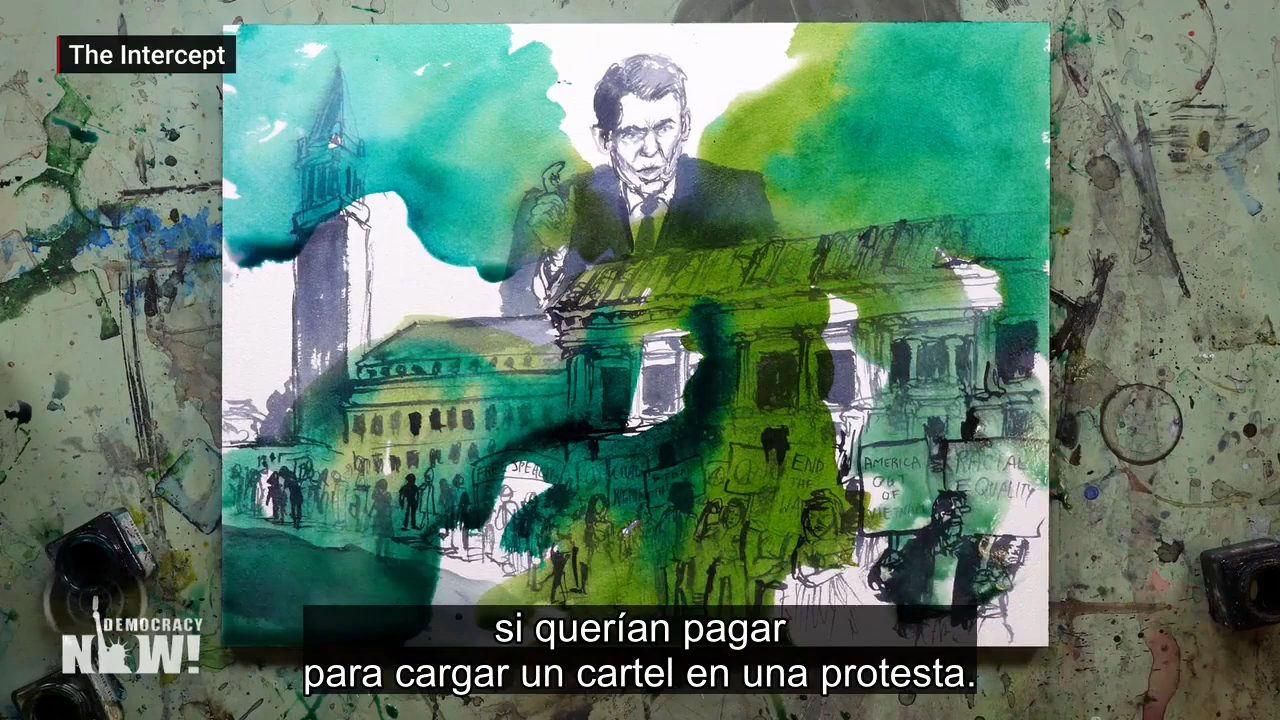 The Intercept
FREE SPEECH
END
THE
AMERICA
OUT
OF
VIETNAM
RACIAL
EQUALITY
DEMOCRACY
NOW!
si querían pagar
para cargar un cartel en una protesta.